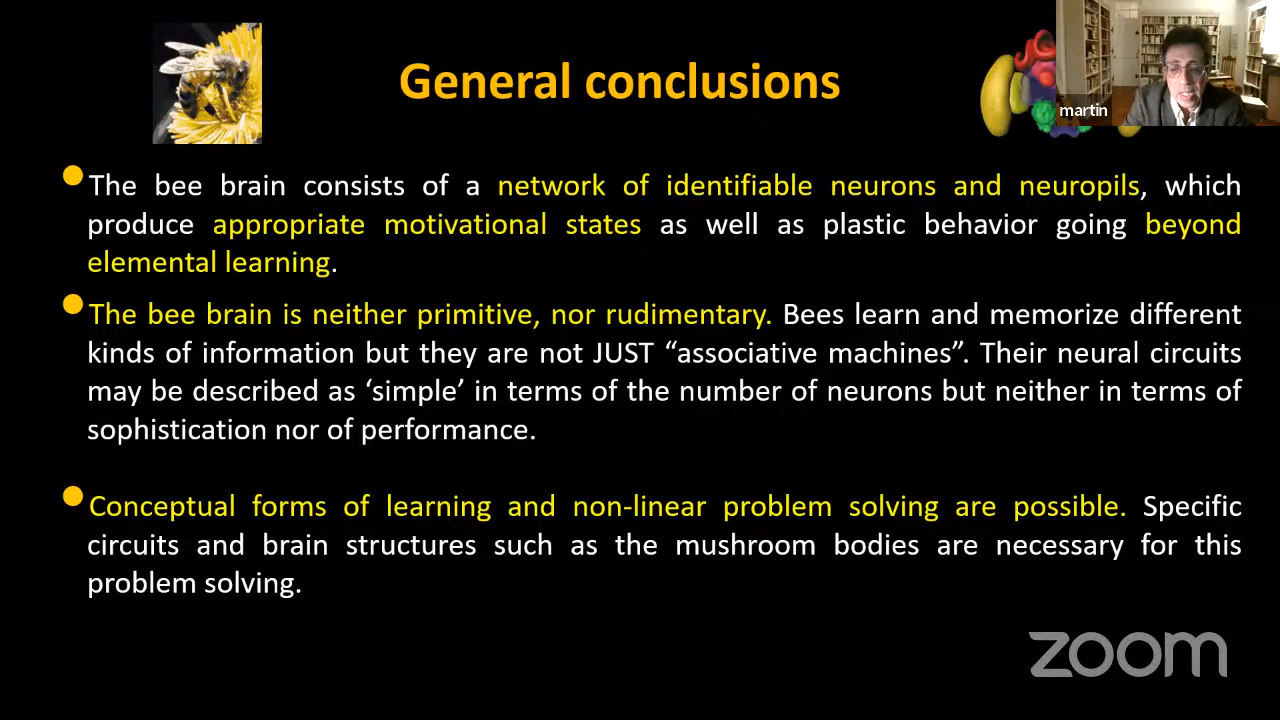 General conclusions
martin
The bee brain consists of a network of identifiable neurons and neuropils, which
produce appropriate motivational states as well as plastic behavior going beyond
elemental learning.
The bee brain is neither primitive, nor rudimentary. Bees learn and memorize different
kinds of information but they are not JUST “associative machines”. Their neural circuits
may be described as ‘simple’ in terms of the number of neurons but neither in terms of
sophistication nor of performance.
Conceptual forms of learning and non-linear problem solving are possible. Specific
circuits and brain structures such as the mushroom bodies are necessary for this
problem solving.
zoom